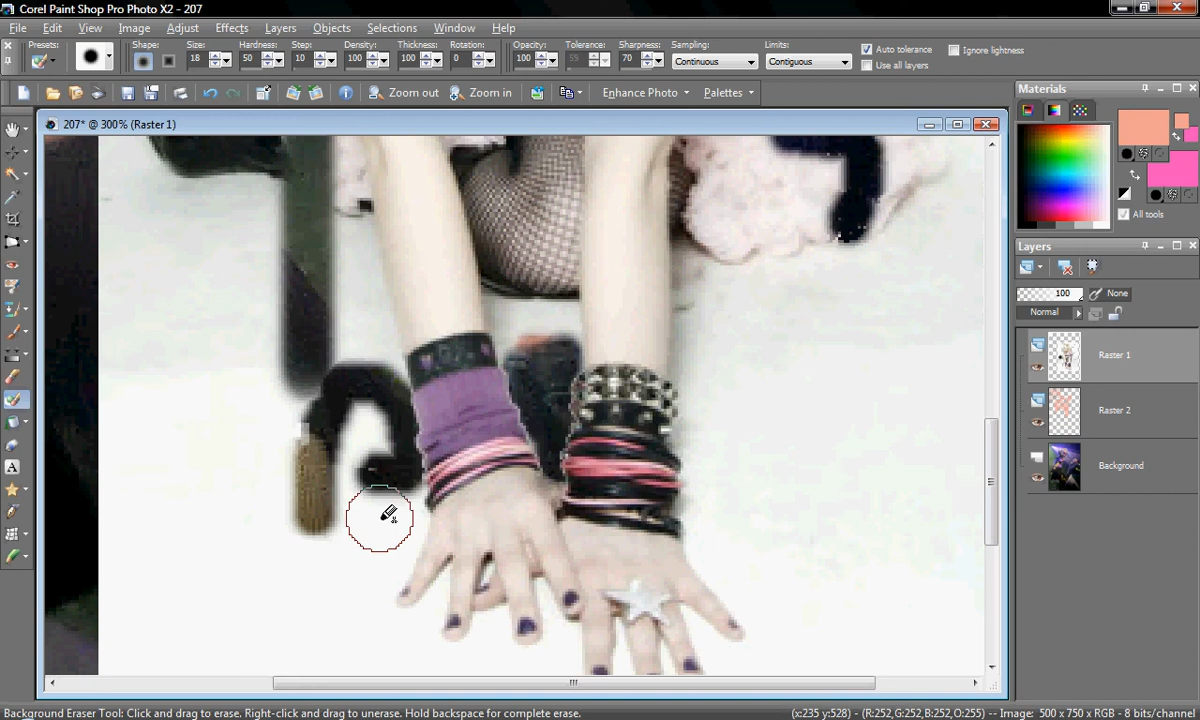 Corel Paint Shop Pro Photo X2 - 207
File Edit View Image Adjust Effects Layers Objects Selections Window Help
Presets: Shape: Size: Hardness: Step: Density: Thickness: Rotation: Opacity: Tolerance: Sharpness: Sampling: Limits: Auto tolerance Ignore lightness
18 50 10 100 100 0 100 55 70 Continuous Contiguous Use all layers
Zoom out Zoom in Enhance Photo Palettes
Materials
All tools
207* @ 300% (Raster 1)
Layers
100 None
Normal
Raster 1
Raster 2
Background
Background Eraser Tool: Click and drag to erase. Right-click and drag to unerase. Hold backspace for complete erase.
(x:235 y:528) - (R:252,G:252,B:252,O:255) -- Image: 500 x 750 x RGB - 8 bits/channel